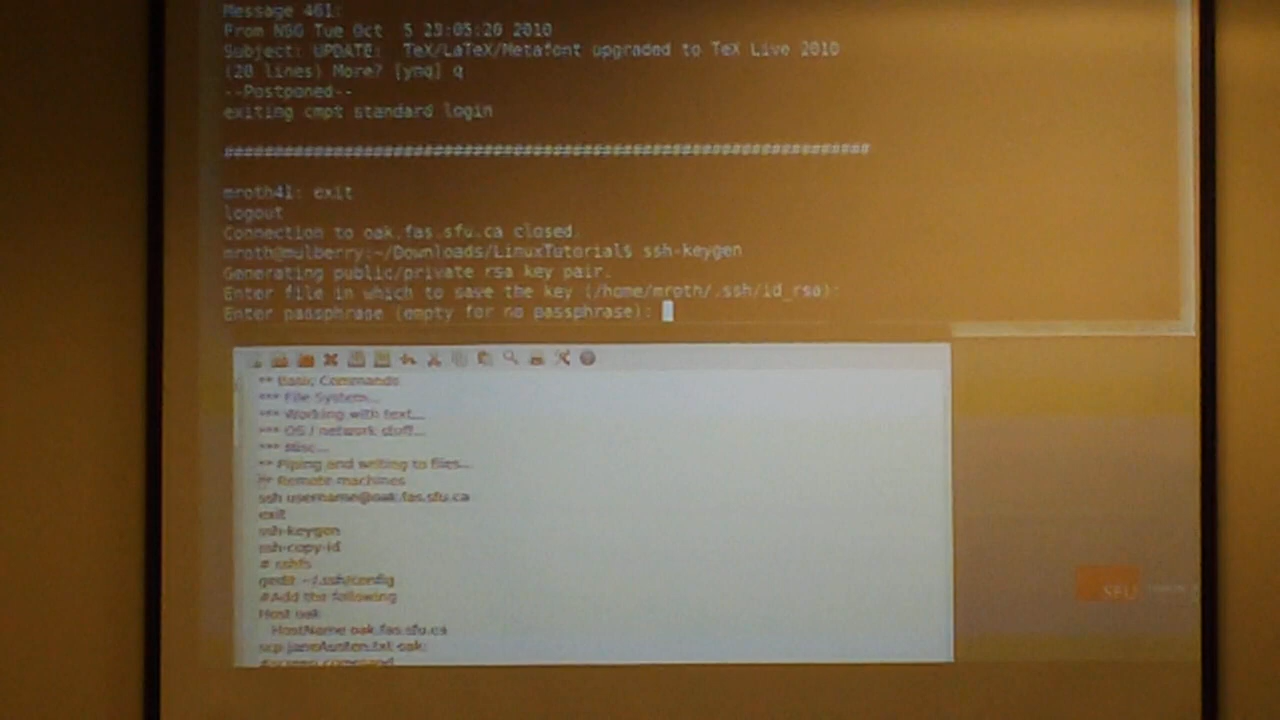 Message 461:
From NSG Tue Oct  5 23:05:20 2010
Subject: UPDATE:  TeX/LaTeX/Metafont upgraded to TeX Live 2010
(20 lines) More? [ynq] q
--Postponed--
exiting cmpt standard login
################################################################
mroth41: exit
logout
Connection to oak.fas.sfu.ca closed.
mroth@mulberry:~/Downloads/LinuxTutorial$ ssh-keygen
Generating public/private rsa key pair.
Enter file in which to save the key (/home/mroth/.ssh/id_rsa):
Enter passphrase (empty for no passphrase):
** Basic Commands
*** File System...
*** Working with text...
*** OS / network stuff...
*** Misc...
** Piping and writing to files...
** Remote machines
ssh username@oak.fas.sfu.ca
exit
ssh-keygen
ssh-copy-id
# sshfs
gedit ~/.ssh/config
#Add the following
Host oak
HostName oak.fas.sfu.ca
scp janeAusten.txt oak:
#screen command
SFU